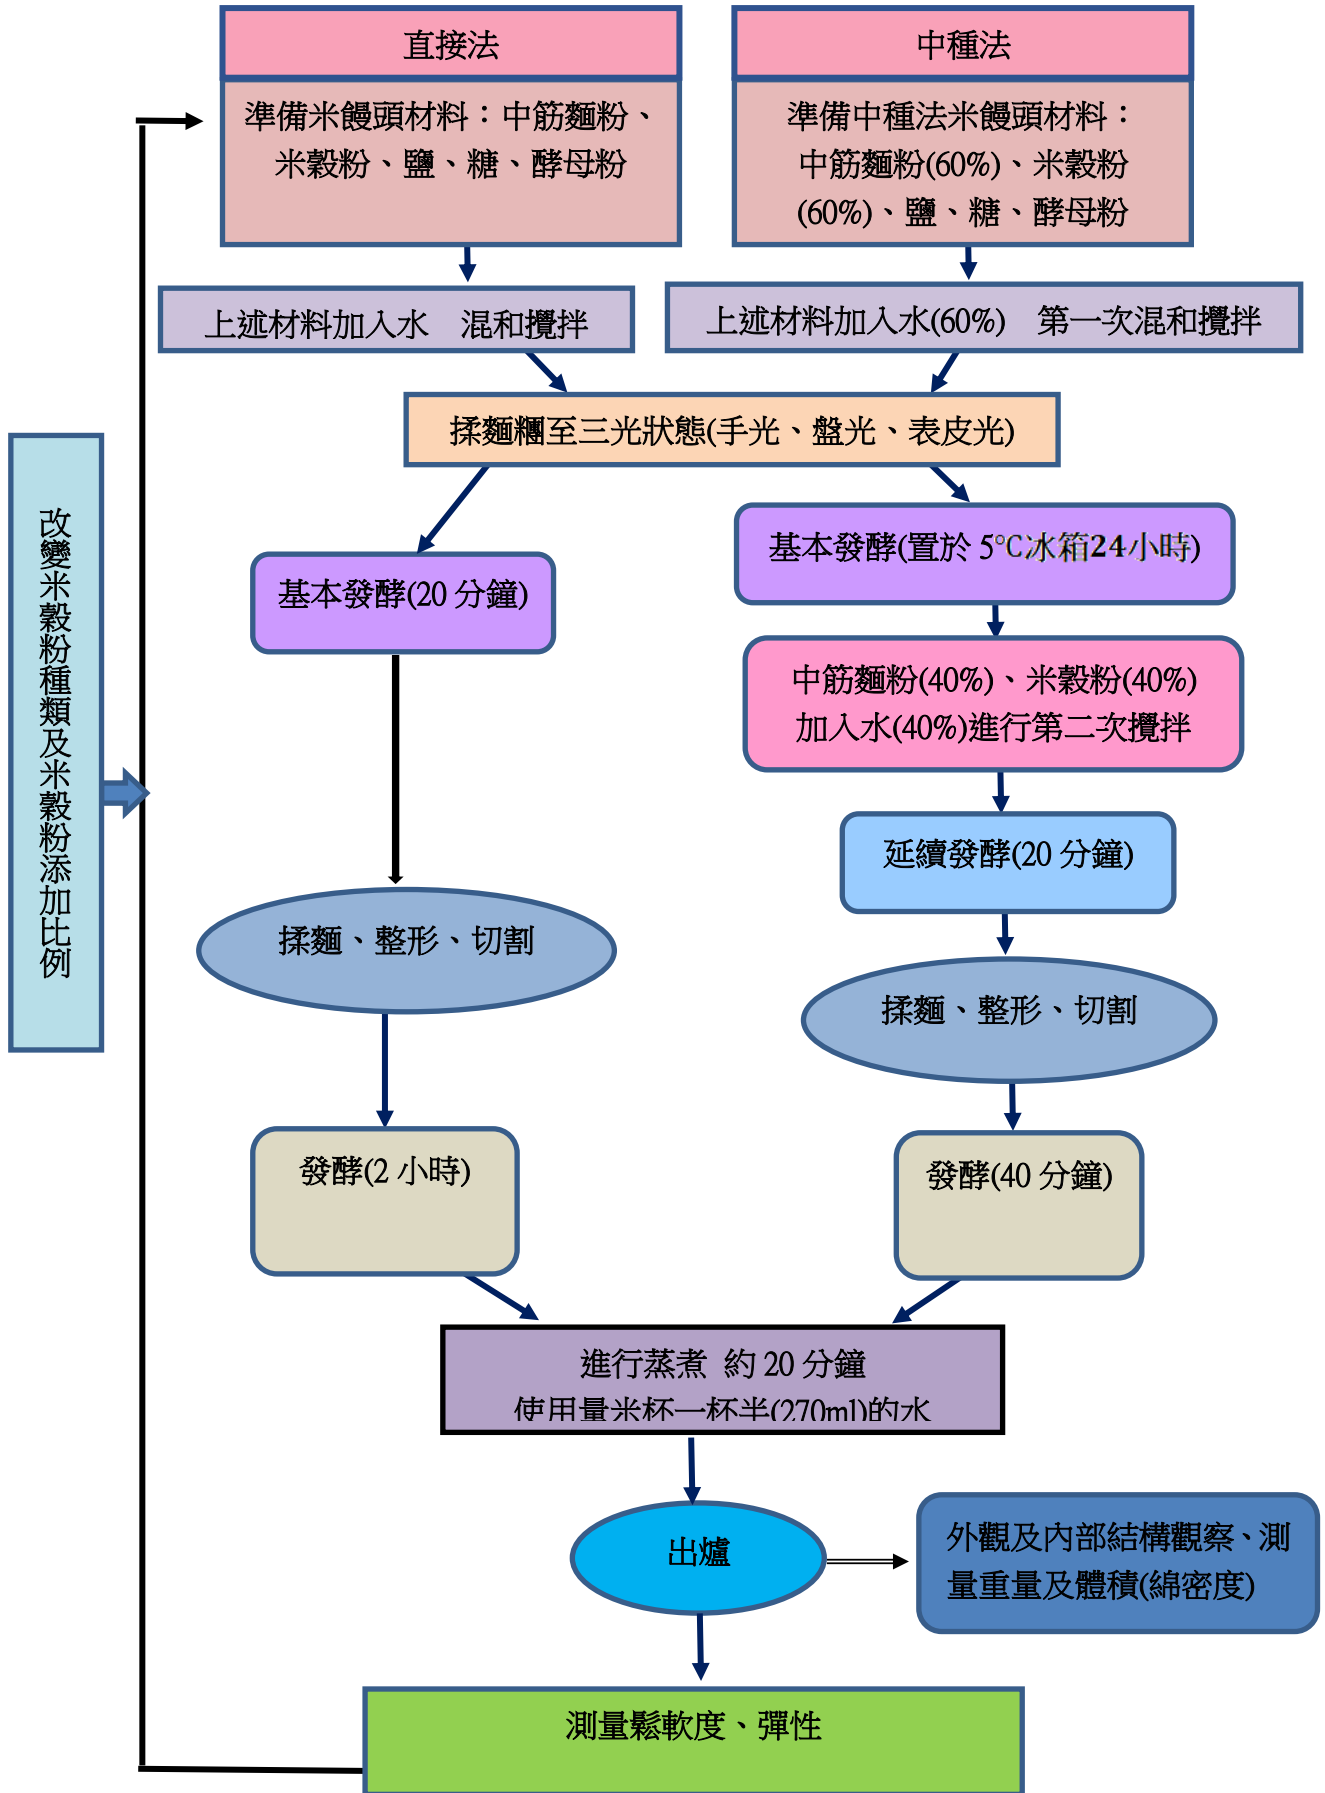 直接法
準備米饅頭材料：中筋麵粉、
米穀粉、鹽、糖、酵母粉
中種法
準備中種法米饅頭材料：
中筋麵粉(60%)、米穀粉
(60%)、鹽、糖、酵母粉
上述材料加入水　混和攪拌
上述材料加入水(60%)　第一次混和攪拌
揉麵糰至三光狀態(手光、盤光、表皮光)
改變米穀粉種類及米穀粉添加比例
基本發酵(20 分鐘)
基本發酵(置於 5℃冰箱24小時)
中筋麵粉(40%)、米穀粉(40%)
加入水(40%)進行第二次攪拌
延續發酵(20 分鐘)
揉麵、整形、切割
揉麵、整形、切割
發酵(2 小時)
發酵(40 分鐘)
進行蒸煮 約 20 分鐘
使用量米杯一杯半(270ml)的水
出爐
外觀及內部結構觀察、測
量重量及體積(綿密度)
測量鬆軟度、彈性